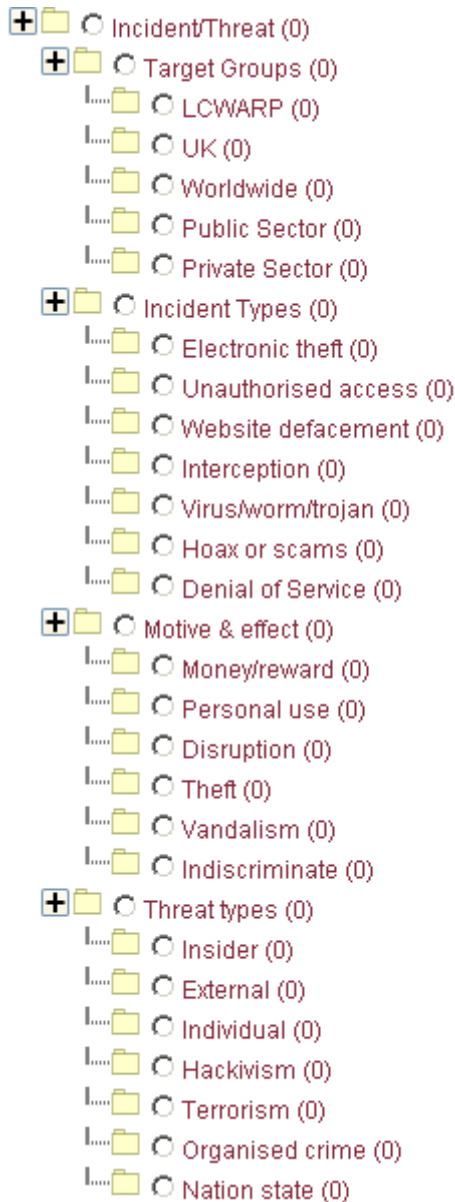 Incident/Threat (0)
Target Groups (0)
LCWARP (0)
UK (0)
Worldwide (0)
Public Sector (0)
Private Sector (0)
Incident Types (0)
Electronic theft (0)
Unauthorised access (0)
Website defacement (0)
Interception (0)
Virus/worm/trojan (0)
Hoax or scams (0)
Denial of Service (0)
Motive & effect (0)
Money/reward (0)
Personal use (0)
Disruption (0)
Theft (0)
Vandalism (0)
Indiscriminate (0)
Threat types (0)
Insider (0)
External (0)
Individual (0)
Hackivism (0)
Terrorism (0)
Organised crime (0)
Nation state (0)